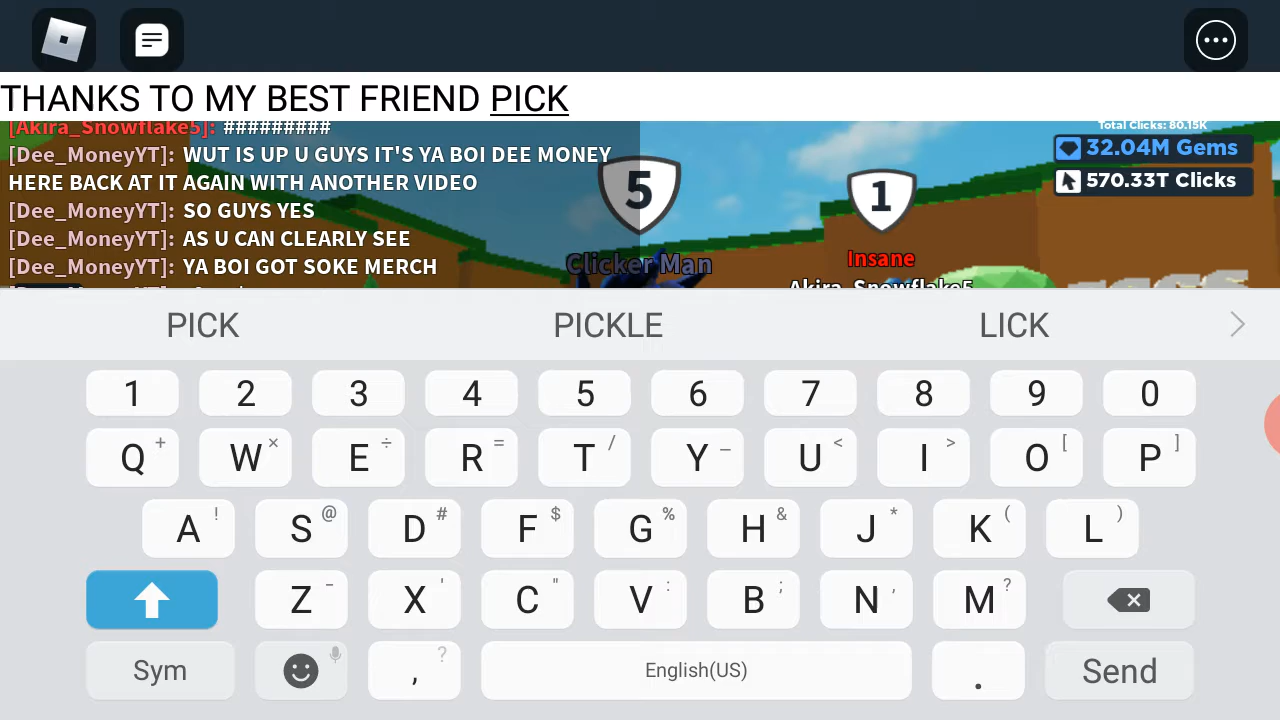 THANKS TO MY BEST FRIEND PICK
[Akira_Snowflake5]: #########
[Dee_MoneyYT]: WUT IS UP U GUYS IT'S YA BOI DEE MONEY
HERE BACK AT IT AGAIN WITH ANOTHER VIDEO
[Dee_MoneyYT]: SO GUYS YES
[Dee_MoneyYT]: AS U CAN CLEARLY SEE
[Dee_MoneyYT]: YA BOI GOT SOKE MERCH
Total Clicks: 80.15K
32.04M Gems
570.33T Clicks
5
Clicker Man
1
Insane
Akira_Snowflake5
PICK PICKLE LICK
1 2 3 4 5 6 7 8 9 0
Q + W × E ÷ R = T / Y _ U < I > O [ P ]
A ! S @ D # F $ G % H & J * K ( L )
Z - X ' C " V : B ; N , M ?
Sym , ? English(US) . Send